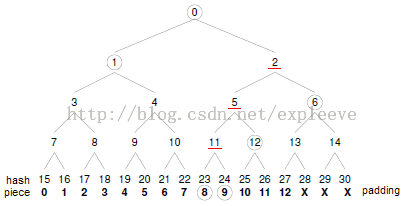 0
1 2
3 4 5 6
http://blog.csdn.net/expleeve
7 8 9 10 11 12 13 14
hash 15 16 17 18 19 20 21 22 23 24 25 26 27 28 29 30
piece 0 1 2 3 4 5 6 7 8 9 10 11 12 X X X padding